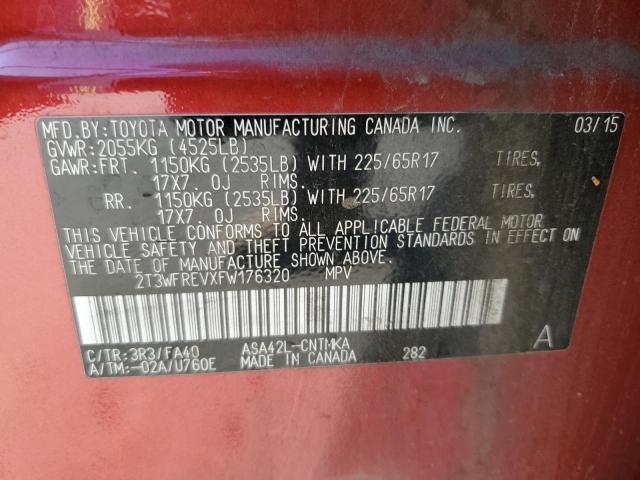 MFD.BY:TOYOTA MOTOR MANUFACTURING CANADA INC. 03/15
GVWR:2055KG (4525LB)
GAWR:FRT. 1150KG (2535LB) WITH 225/65R17 TIRES,
17X7.0J RIMS.
RR. 1150KG (2535LB) WITH 225/65R17 TIRES,
17X7.0J RIMS.
THIS VEHICLE CONFORMS TO ALL APPLICABLE FEDERAL MOTOR
VEHICLE SAFETY AND THEFT PREVENTION STANDARDS IN EFFECT ON
THE DATE OF MANUFACTURE SHOWN ABOVE.
2T3WFREVXFW176320 MPV
C/TR:3R3/FA40 ASA42L-CNTMKA A
A/TM:-02A/U760E MADE IN CANADA 282